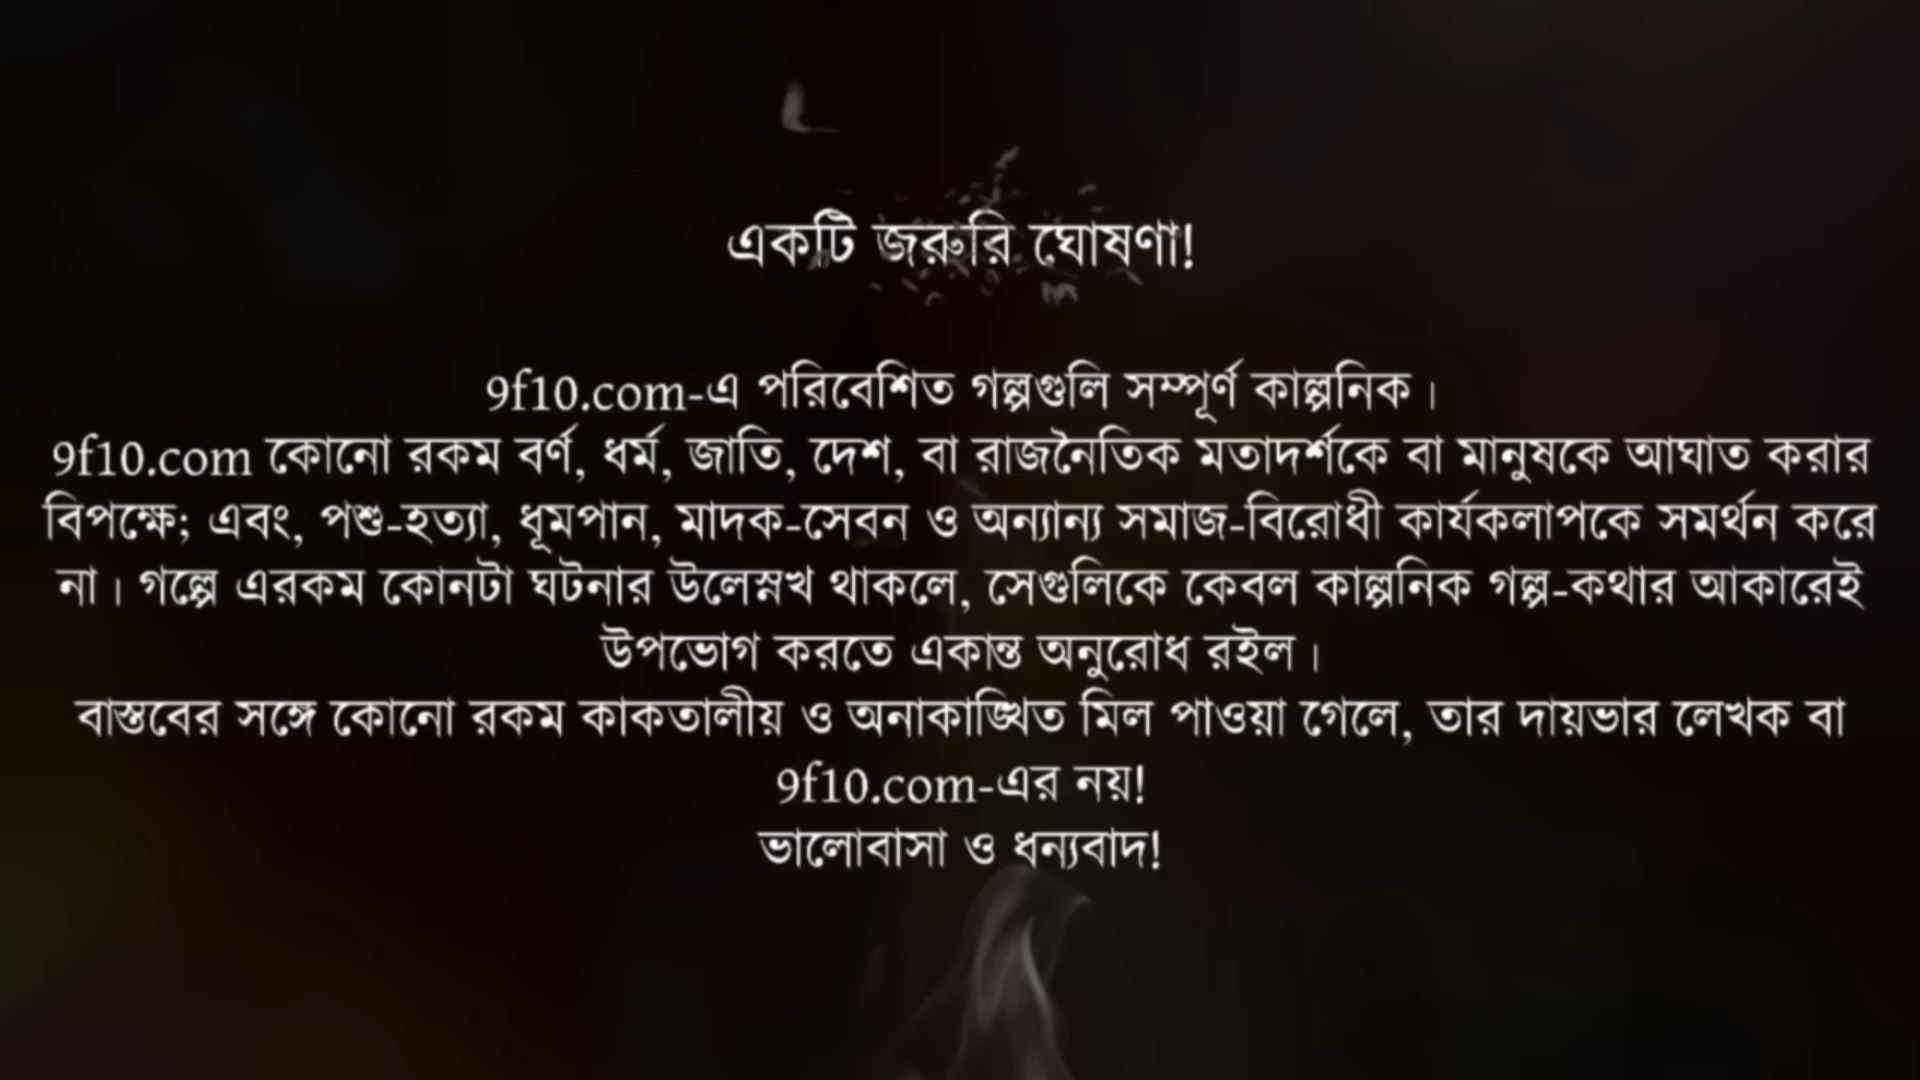 একটি জরুরি ঘোষণা!
9f10.com-এ পরিবেশিত গল্পগুলি সম্পূর্ণ কাল্পনিক।
9f10.com কোনো রকম বর্ণ, ধর্ম, জাতি, দেশ, বা রাজনৈতিক মতাদর্শকে বা মানুষকে আঘাত করার
বিপক্ষে; এবং, পশু-হত্যা, ধূমপান, মাদক-সেবন ও অন্যান্য সমাজ-বিরোধী কার্যকলাপকে সমর্থন করে
না। গল্পে এরকম কোনটা ঘটনার উলেস্নখ থাকলে, সেগুলিকে কেবল কাল্পনিক গল্প-কথার আকারেই
উপভোগ করতে একান্ত অনুরোধ রইল।
বাস্তবের সঙ্গে কোনো রকম কাকতালীয় ও অনাকাঙ্খিত মিল পাওয়া গেলে, তার দায়ভার লেখক বা
9f10.com-এর নয়!
ভালোবাসা ও ধন্যবাদ!